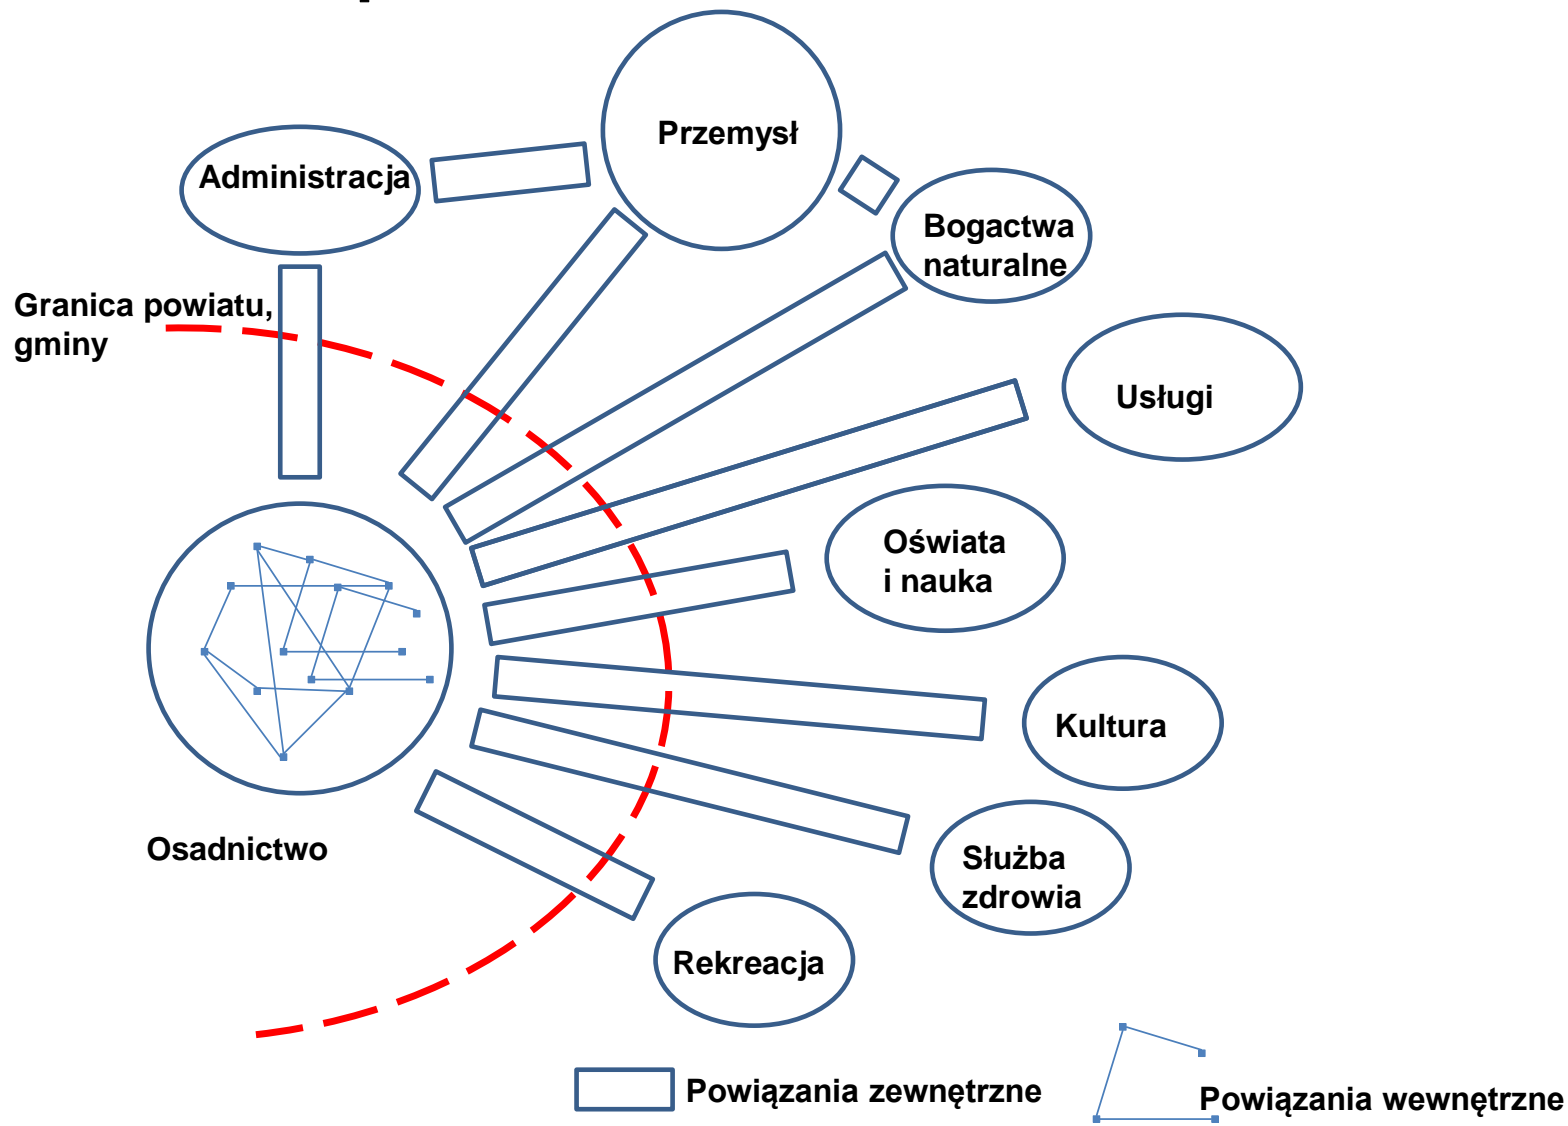 Przemysł
Administracja
Bogactwa
naturalne
Granica powiatu,
gminy
Usługi
Oświata
i nauka
Kultura
Osadnictwo
Służba
zdrowia
Rekreacja
Powiązania zewnętrzne
Powiązania wewnętrzne